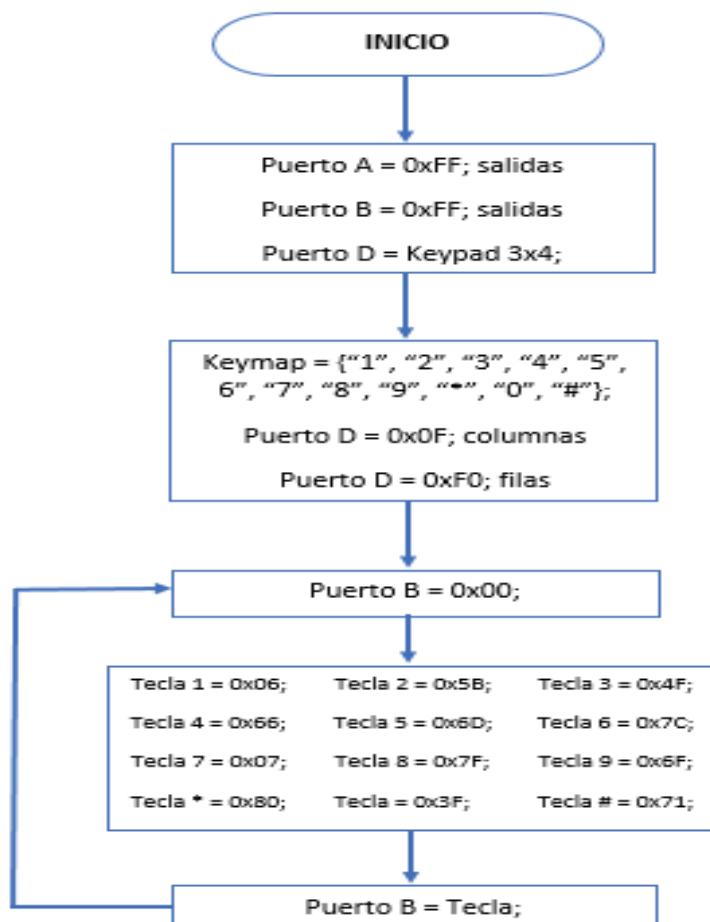 INICIO
Puerto A = 0xFF; salidas
Puerto B = 0xFF; salidas
Puerto D = Keypad 3x4;
Keymap = {“1”, “2”, “3”, “4”, “5”,
6”, “7”, “8”, “9”, “*”, “0”, “#”};
Puerto D = 0x0F; columnas
Puerto D = 0xF0; filas
Puerto B = 0x00;
Tecla 1 = 0x06; Tecla 2 = 0x5B; Tecla 3 = 0x4F;
Tecla 4 = 0x66; Tecla 5 = 0x6D; Tecla 6 = 0x7C;
Tecla 7 = 0x07; Tecla 8 = 0x7F; Tecla 9 = 0x6F;
Tecla * = 0x80; Tecla = 0x3F; Tecla # = 0x71;
Puerto B = Tecla;